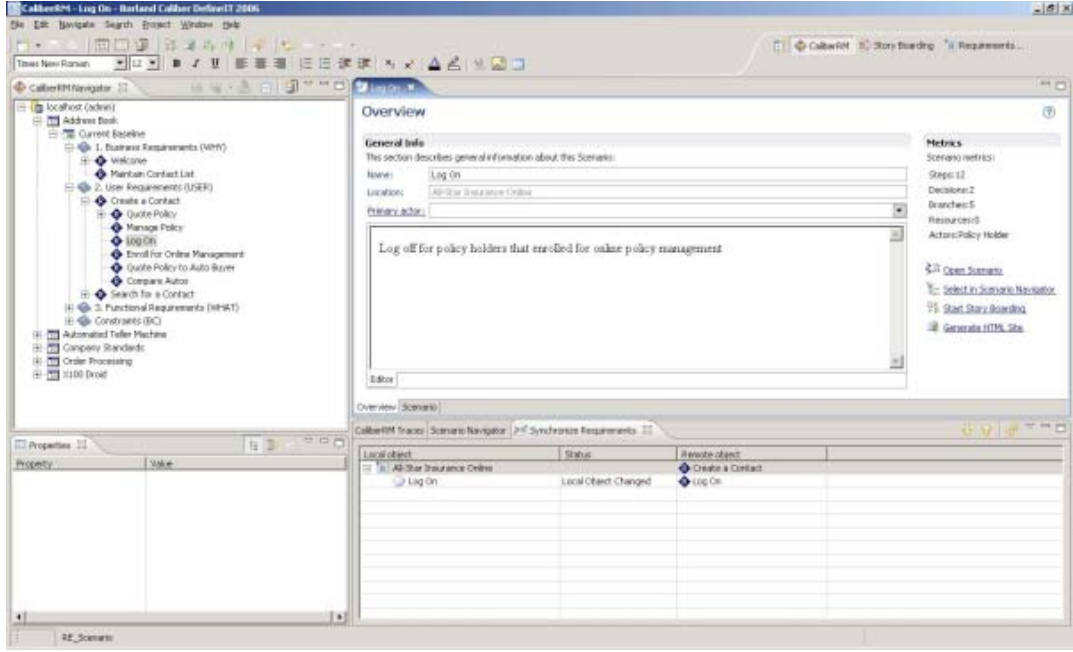 CaliberRM - Log On - Borland Caliber DefineIT 2006
File Edit Navigate Search Project Window Help
CaliberRM Story Boarding Requirements...
Times New Roman 12 B I U
CaliberRM Navigator
localhost (admin)
Address Book
Current Baseline
1. Business Requirements (WHY)
Welcome
Maintain Contact List
2. User Requirements (USER)
Create a Contact
Quote Policy
Manage Policy
Log On
Enroll for Online Management
Quote Policy to Auto Buyer
Compare Autos
Search for a Contact
3. Functional Requirements (WHAT)
Constraints (BC)
Automated Teller Machine
Company Standards
Order Processing
X100 Droid
Log On
Overview
General Info
This section describes general information about this Scenario:
Name: Log On
Location: All-Star Insurance Online
Primary actor:
Log off for policy holders that enrolled for online policy management
Editor
Overview Scenario
Metrics
Scenario metrics:
Steps:12
Decisions:2
Branches:5
Resources:0
Actors:Policy Holder
Open Scenario
Select in Scenario Navigator
Start Story Boarding
Generate HTML Site
Properties
Property Value
CaliberRM Traces Scenario Navigator Synchronize Requirements
Local object Status Remote object
All-Star Insurance Online Create a Contact
Log On Local Object Changed Log On
RE_Scenario